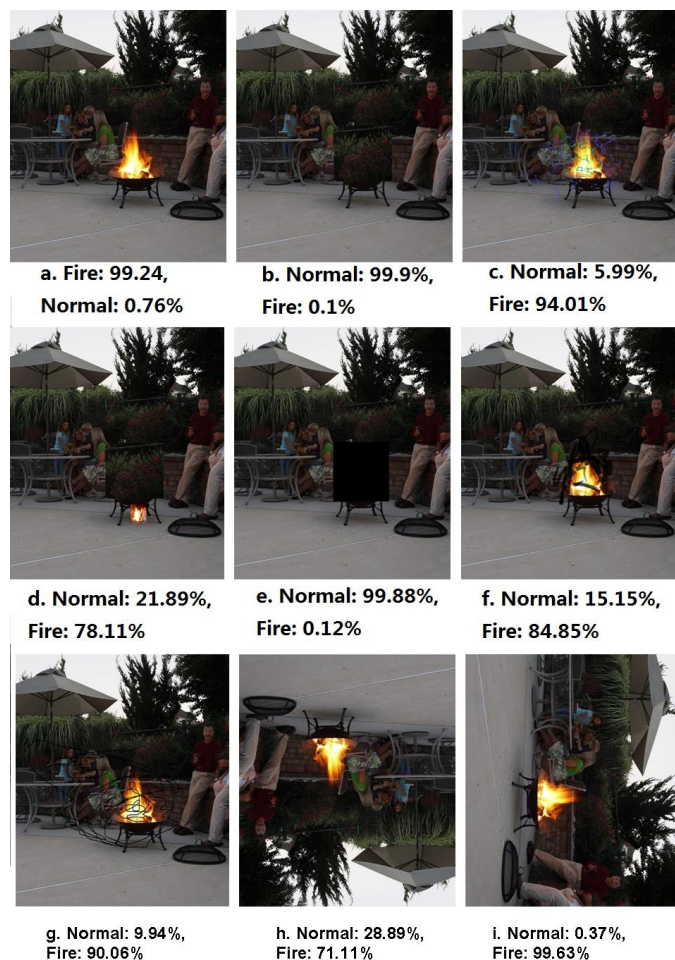 a. Fire: 99.24,
Normal: 0.76%
b. Normal: 99.9%,
Fire: 0.1%
c. Normal: 5.99%,
Fire: 94.01%
d. Normal: 21.89%,
Fire: 78.11%
e. Normal: 99.88%,
Fire: 0.12%
f. Normal: 15.15%,
Fire: 84.85%
g. Normal: 9.94%,
Fire: 90.06%
h. Normal: 28.89%,
Fire: 71.11%
i. Normal: 0.37%,
Fire: 99.63%